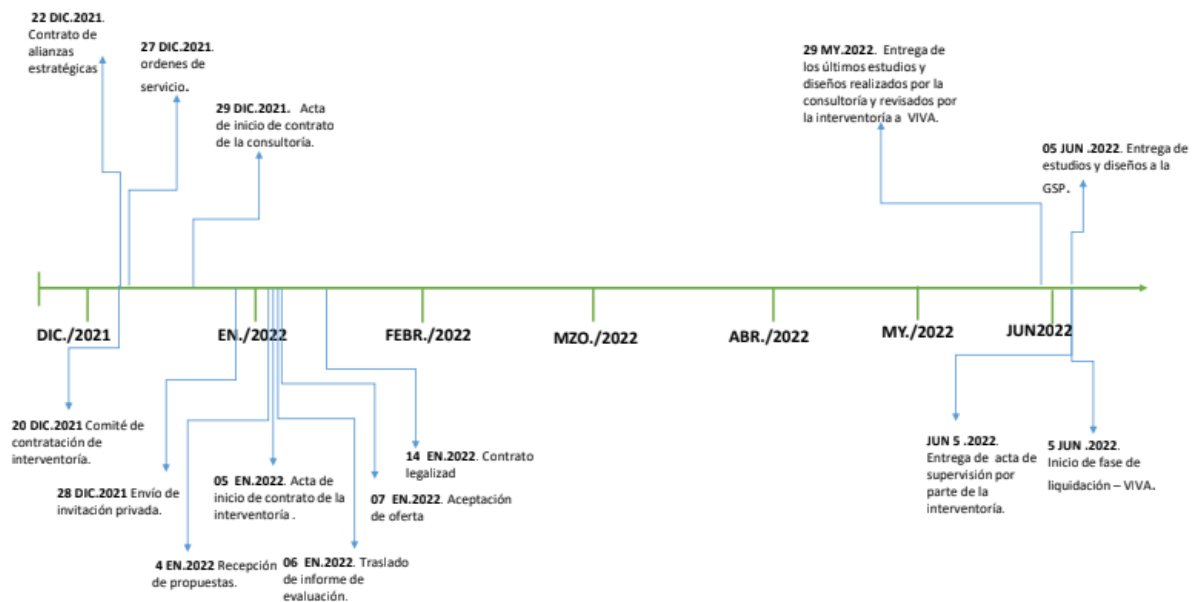 22 DIC.2021.
Contrato de
alianzas
estratégicas
27 DIC.2021.
ordenes de
servicio.
29 DIC.2021. Acta
de inicio de contrato
de la consultoría.
29 MY.2022. Entrega de
los últimos estudios y
diseños realizados por la
consultoría y revisados por
la interventoría a VIVA.
05 JUN .2022. Entrega de
estudios y diseños a la
GSP.
DIC./2021
EN./2022
FEBR./2022
MZO./2022
ABR./2022
MY./2022
JUN2022
20 DIC.2021 Comité de
contratación de
interventoría.
28 DIC.2021 Envío de
invitación privada.
4 EN.2022 Recepción
de propuestas.
05 EN.2022. Acta de
inicio de contrato de la
interventoría .
06 EN.2022. Traslado
de informe de
evaluación.
07 EN.2022. Aceptación
de oferta
14 EN.2022. Contrato
legalizad
JUN 5 .2022.
Entrega de acta de
supervisión por
parte de la
interventoría.
5 JUN .2022.
Inicio de fase de
liquidación – VIVA.